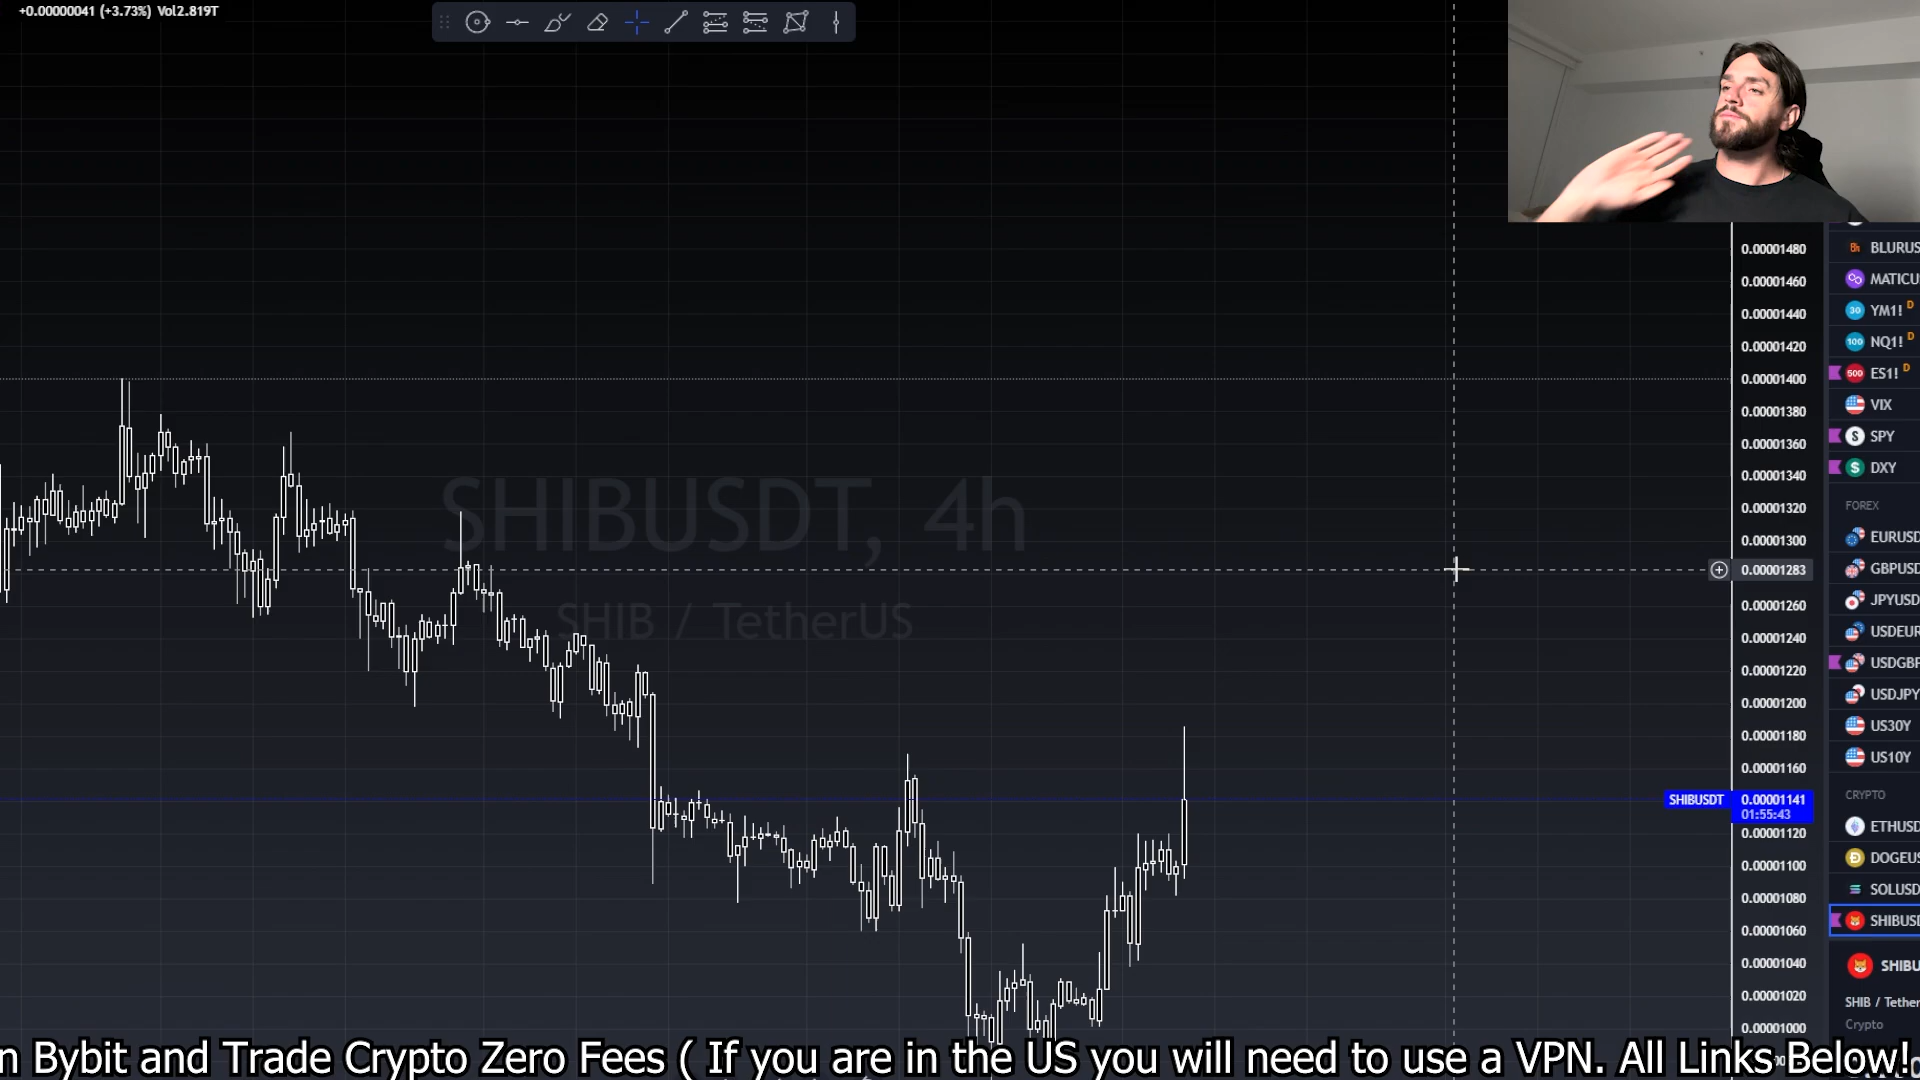 +0.00000041 (+3.73%) Vol2.819T
SHIBUSDT, 4h
SHIB / TetherUS
0.00001480
0.00001460
0.00001440
0.00001420
0.00001400
0.00001380
0.00001360
0.00001340
0.00001320
0.00001300
0.00001283
0.00001260
0.00001240
0.00001220
0.00001200
0.00001180
0.00001160
SHIBUSDT 0.00001141
01:55:43
0.00001120
0.00001100
0.00001080
0.00001060
0.00001040
0.00001020
0.00001000
BLURUS
MATICU
30 YM1! D
100 NQ1! D
500 ES1! D
VIX
S SPY
$ DXY
FOREX
EURUSD
GBPUSD
JPYUSD
USDEUR
USDGBP
USDJPY
US30Y
US10Y
CRYPTO
ETHUSD
DOGEUS
SOLUSD
SHIBUSD
SHIBU
SHIB / Tether
Crypto
n Bybit and Trade Crypto Zero Fees ( If you are in the US you will need to use a VPN. All Links Below!